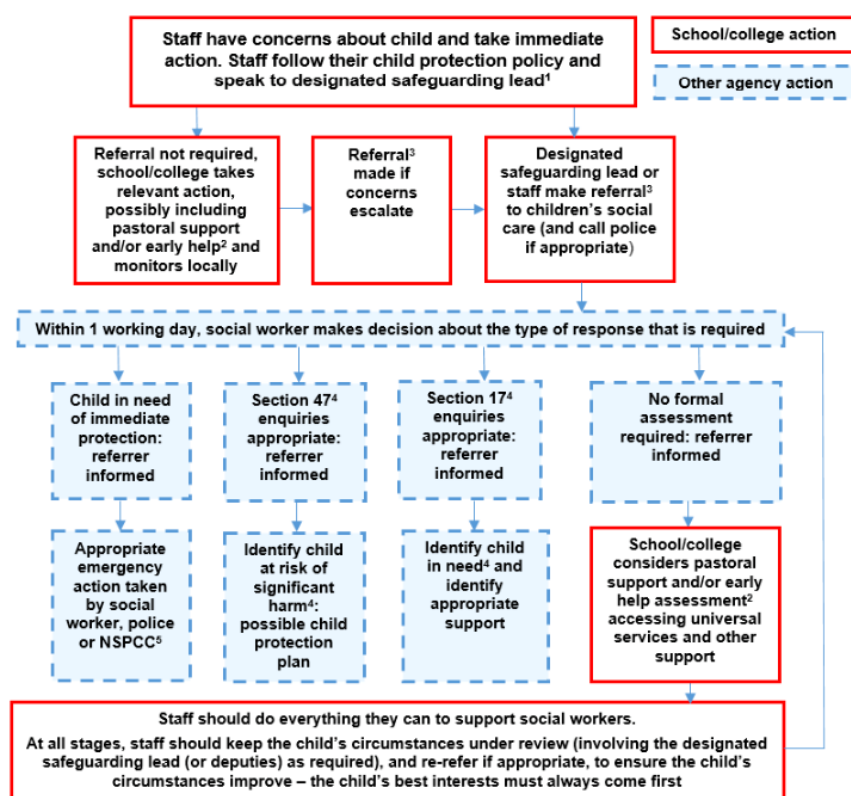 Staff have concerns about child and take immediate
action. Staff follow their child protection policy and
speak to designated safeguarding lead¹
School/college action
Other agency action
Referral not required,
school/college takes
relevant action,
possibly including
pastoral support
and/or early help² and
monitors locally
Referral³
made if
concerns
escalate
Designated
safeguarding lead or
staff make referral³
to children’s social
care (and call police
if appropriate)
Within 1 working day, social worker makes decision about the type of response that is required
Child in need
of immediate
protection:
referrer
informed
Section 47⁴
enquiries
appropriate:
referrer
informed
Section 17⁴
enquiries
appropriate:
referrer
informed
No formal
assessment
required: referrer
informed
Appropriate
emergency
action taken
by social
worker, police
or NSPCC⁵
Identify child
at risk of
significant
harm⁴:
possible child
protection
plan
Identify child
in need⁴ and
identify
appropriate
support
School/college
considers pastoral
support and/or early
help assessment²
accessing universal
services and other
support
Staff should do everything they can to support social workers.
At all stages, staff should keep the child’s circumstances under review (involving the designated
safeguarding lead (or deputies) as required), and re-refer if appropriate, to ensure the child’s
circumstances improve – the child’s best interests must always come first